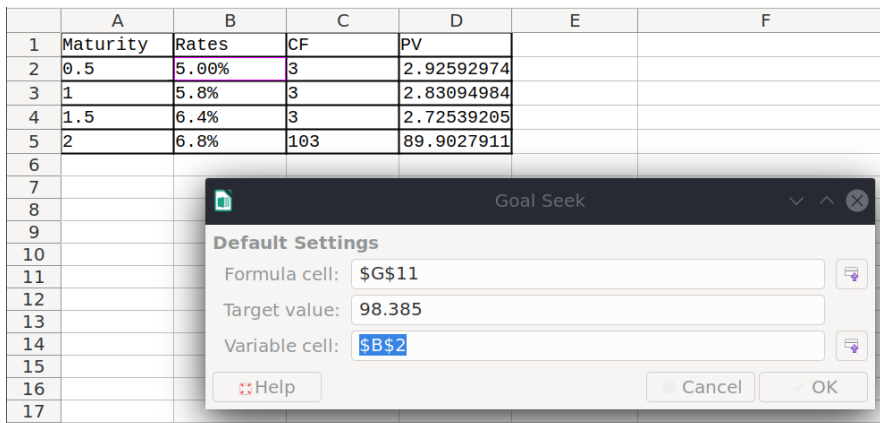 A B C D E F
1 Maturity Rates CF PV
2 0.5 5.00% 3 2.92592974
3 1 5.8% 3 2.83094984
4 1.5 6.4% 3 2.72539205
5 2 6.8% 103 89.9027911
6
7
Goal Seek
8
9
Default Settings
10
11 Formula cell: $G$11
12
Target value: 98.385
13
14 Variable cell: $B$2
15
16 Help Cancel OK
17